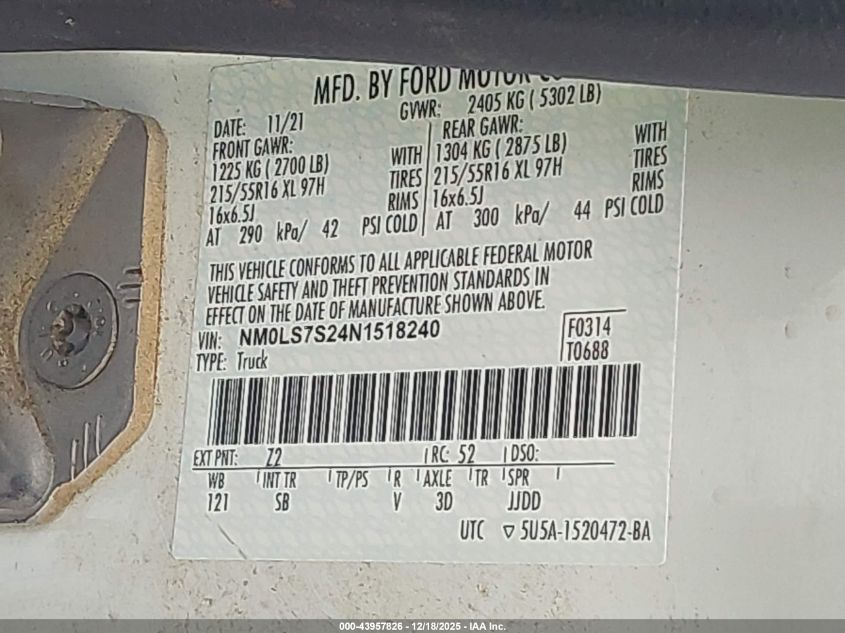 MFD. BY FORD MOTOR CO
GVWR: 2405 KG ( 5302 LB)
DATE: 11/21
FRONT GAWR:
1225 KG ( 2700 LB) WITH
215/55R16 XL 97H TIRES
16x6.5J RIMS
AT 290 kPa/ 42 PSI COLD
REAR GAWR: WITH
1304 KG ( 2875 LB) TIRES
215/55R16 XL 97H RIMS
16x6.5J
AT 300 kPa/ 44 PSI COLD
THIS VEHICLE CONFORMS TO ALL APPLICABLE FEDERAL MOTOR
VEHICLE SAFETY AND THEFT PREVENTION STANDARDS IN
EFFECT ON THE DATE OF MANUFACTURE SHOWN ABOVE.
VIN: NM0LS7S24N1518240
TYPE: Truck
F0314
T0688
EXT PNT: Z2 RC: 52 DSO:
WB INT TR TP/PS R AXLE TR SPR
121 SB V 3D JJDD
UTC ▽ 5U5A-1520472-BA
000-43957826 - 12/18/2025 - IAA Inc.